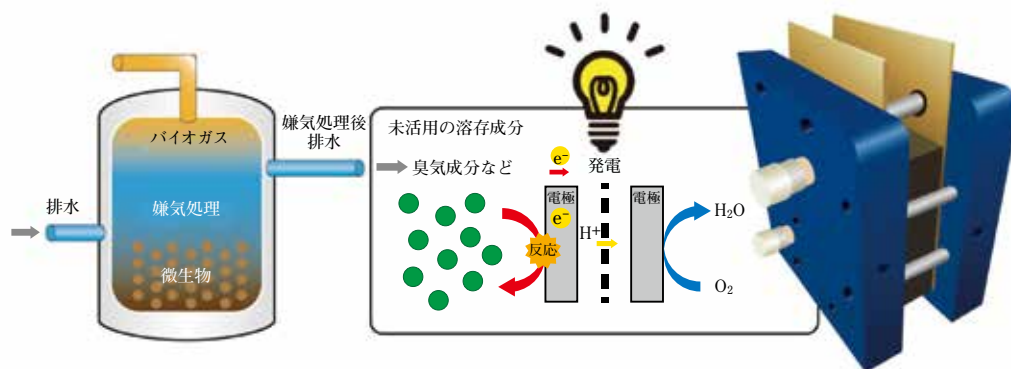 バイオガス
嫌気処理
微生物
排水
嫌気処理後
排水
未活用の溶存成分
臭気成分など
e⁻
発電
電極
e⁻
反応
H⁺
電極
H₂O
O₂